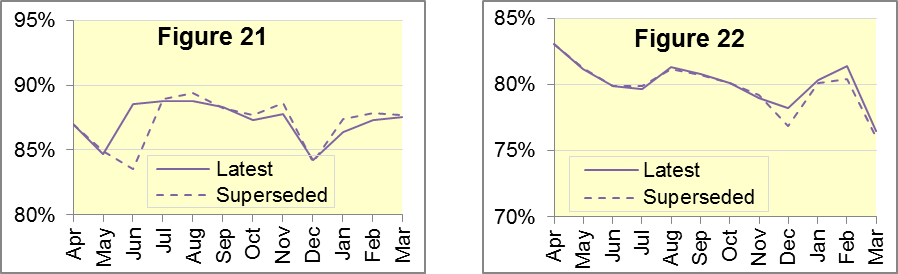 Figure 21
95%
90%
85%
80%
Latest
Superseded
Apr
May
Jun
Jul
Aug
Sep
Oct
Nov
Dec
Jan
Feb
Mar
Figure 22
85%
80%
75%
70%
Latest
Superseded
Apr
May
Jun
Jul
Aug
Sep
Oct
Nov
Dec
Jan
Feb
Mar